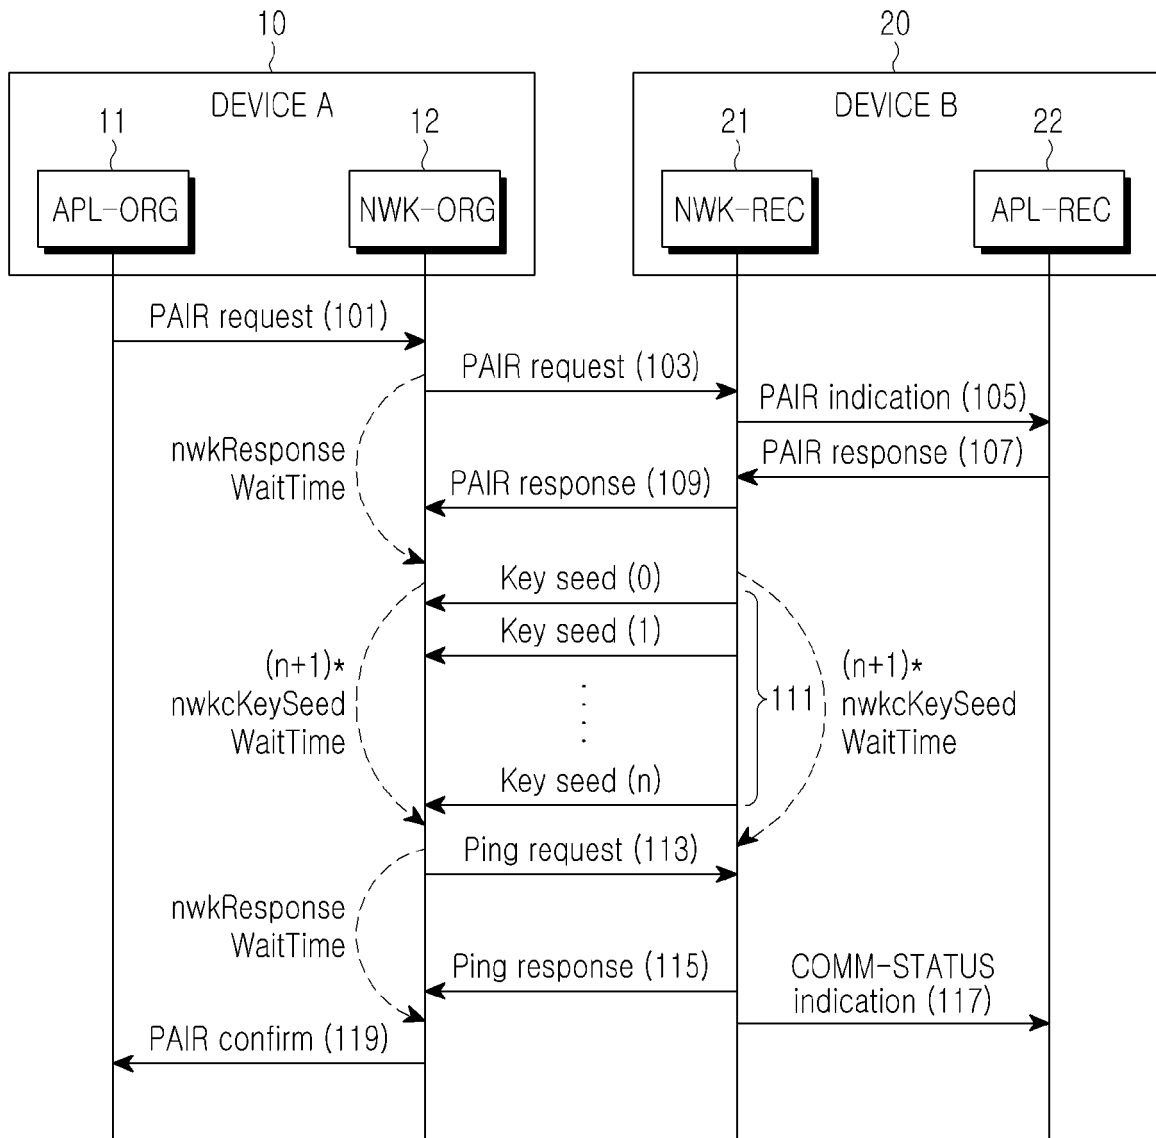 10
20
DEVICE A
DEVICE B
11
12
21
22
APL-ORG
NWK-ORG
NWK-REC
APL-REC
PAIR request (101)
PAIR request (103)
PAIR indication (105)
nwkResponse
WaitTime
PAIR response (107)
PAIR response (109)
Key seed (0)
Key seed (1)
(n+1)*
nwkcKeySeed
WaitTime
111
(n+1)*
nwkcKeySeed
WaitTime
Key seed (n)
Ping request (113)
nwkResponse
WaitTime
Ping response (115)
COMM-STATUS
indication (117)
PAIR confirm (119)